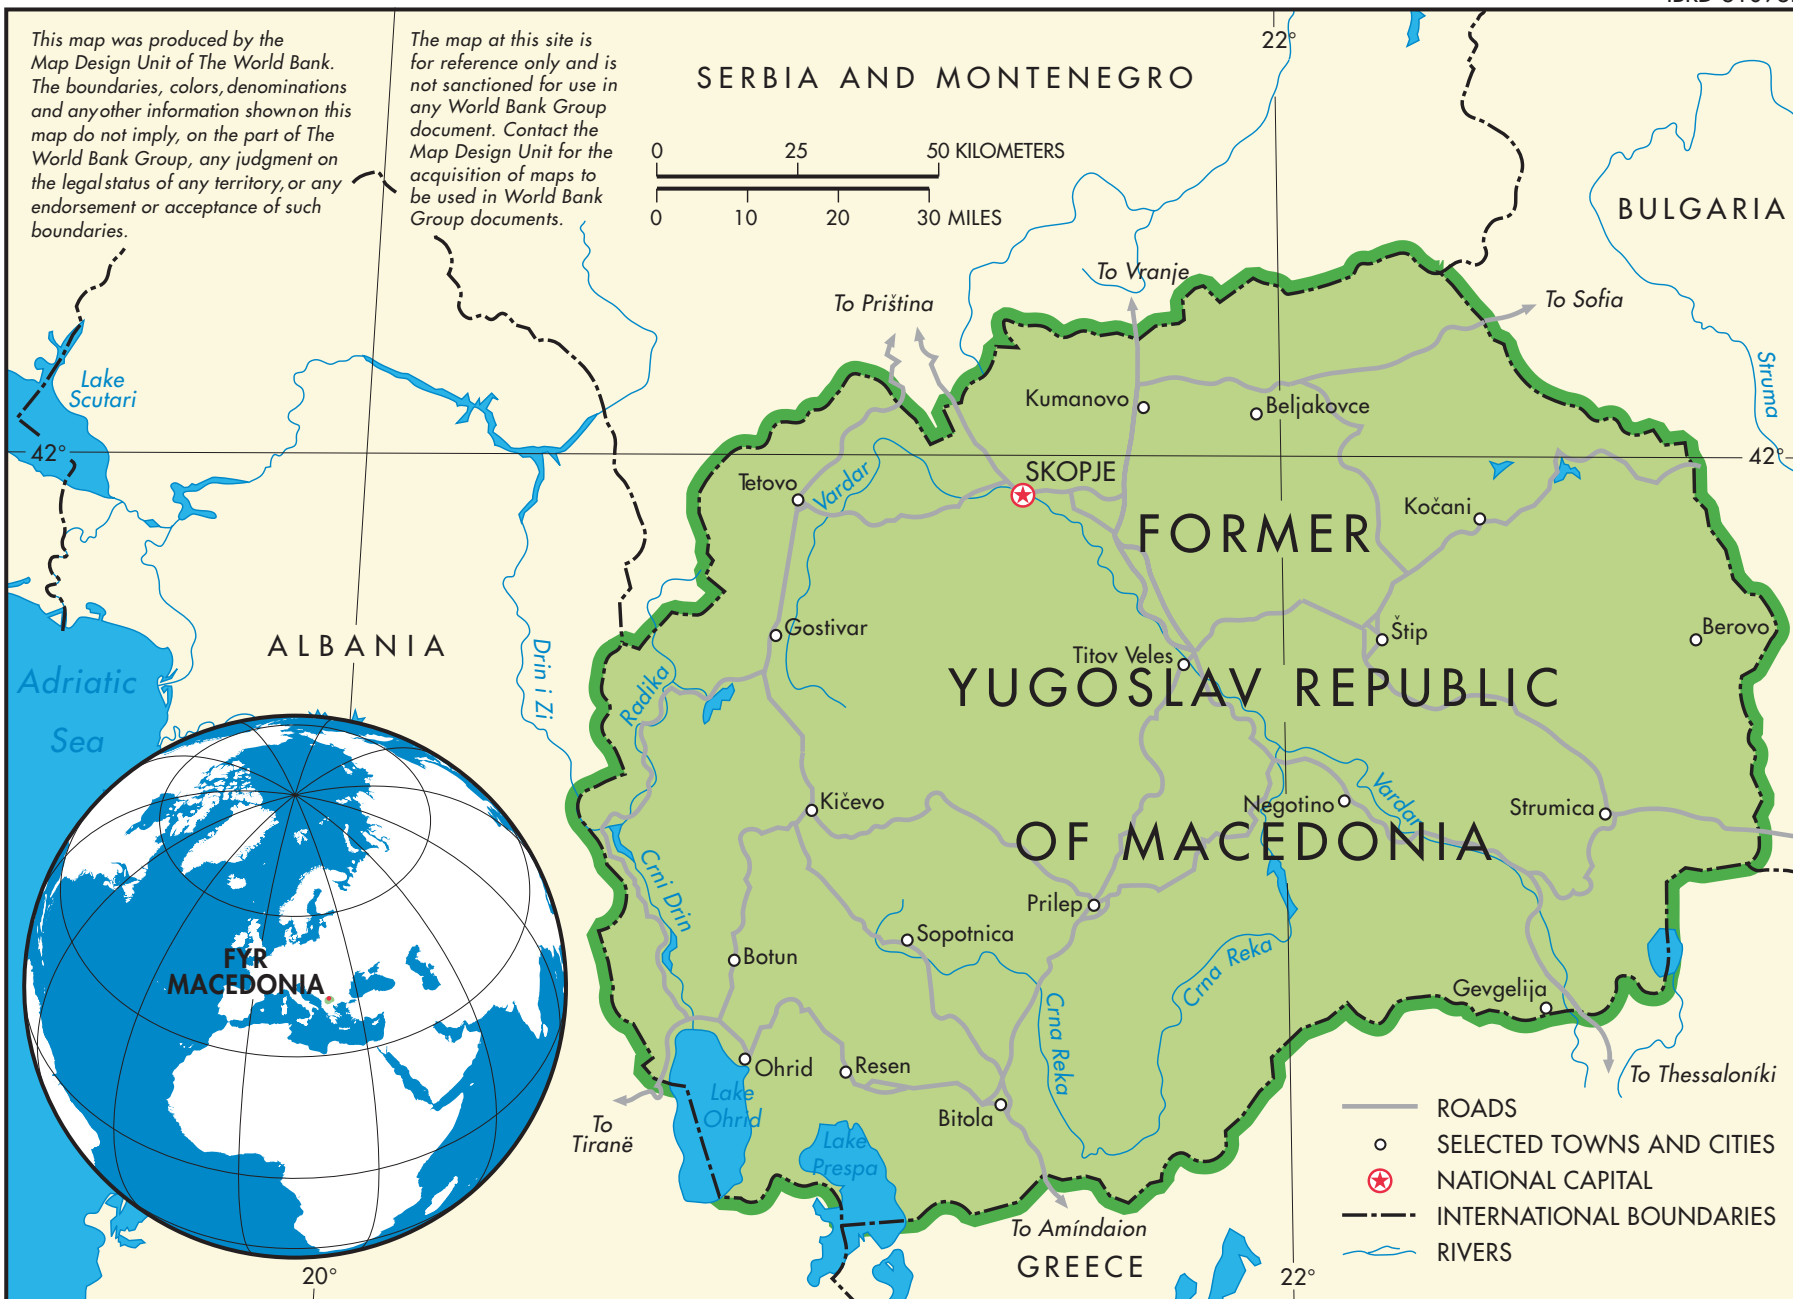 This map was produced by the
Map Design Unit of The World Bank.
The boundaries, colors, denominations
and any other information shown on this
map do not imply, on the part of The
World Bank Group, any judgment on
the legal status of any territory, or any
endorsement or acceptance of such
boundaries.
The map at this site is
for reference only and is
not sanctioned for use in
any World Bank Group
document. Contact the
Map Design Unit for the
acquisition of maps to
be used in World Bank
Group documents.
SERBIA AND MONTENEGRO
22°
0 25 50 KILOMETERS
0 10 20 30 MILES
BULGARIA
To Vranje
To Priština
To Sofia
Lake
Scutari
Struma
Kumanovo
Beljakovce
42°
42°
SKOPJE
Tetovo
Vardar
Kočani
FORMER
Gostivar
Štip
Berovo
ALBANIA
Drin i Zi
Radika
Titov Veles
YUGOSLAV REPUBLIC
Adriatic
Sea
Kičevo
Negotino
Vardar
Strumica
OF MACEDONIA
Crni Drin
Prilep
Sopotnica
Botun
Crna Reka
Crna Reka
Gevgelija
FYR
MACEDONIA
Ohrid
Resen
Lake
Ohrid
Bitola
To Thessaloníki
To
Tiranë
Lake
Prespa
To Amíndaion
GREECE
ROADS
SELECTED TOWNS AND CITIES
NATIONAL CAPITAL
INTERNATIONAL BOUNDARIES
RIVERS
20°
22°